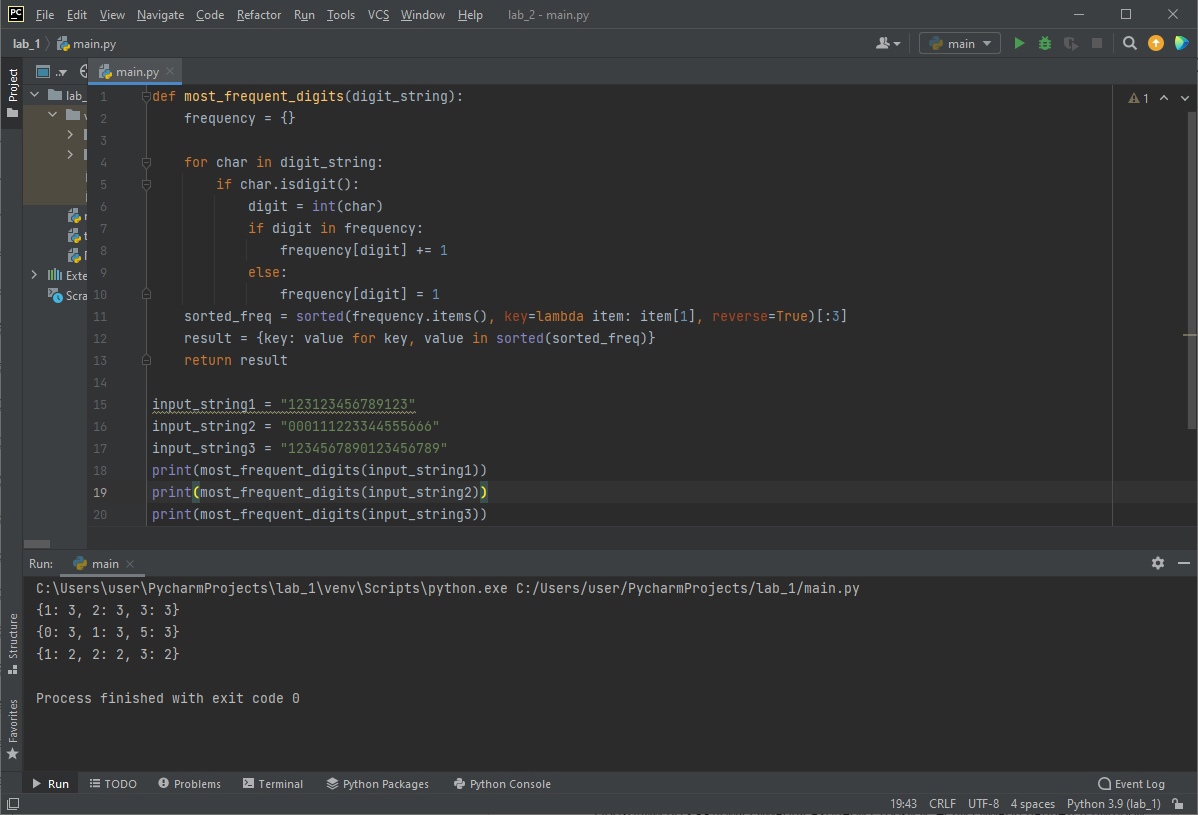 PC File Edit View Navigate Code Refactor Run Tools VCS Window Help lab_2 - main.py
lab_1 main.py main
Project
main.py
lab_
Exte
Scra
1 def most_frequent_digits(digit_string):
2     frequency = {}
3
4     for char in digit_string:
5         if char.isdigit():
6             digit = int(char)
7             if digit in frequency:
8                 frequency[digit] += 1
9             else:
10                 frequency[digit] = 1
11     sorted_freq = sorted(frequency.items(), key=lambda item: item[1], reverse=True)[:3]
12     result = {key: value for key, value in sorted(sorted_freq)}
13     return result
14
15 input_string1 = "123123456789123"
16 input_string2 = "000111223344555666"
17 input_string3 = "1234567890123456789"
18 print(most_frequent_digits(input_string1))
19 print(most_frequent_digits(input_string2))
20 print(most_frequent_digits(input_string3))
1
Run: main
C:\Users\user\PycharmProjects\lab_1\venv\Scripts\python.exe C:/Users/user/PycharmProjects/lab_1/main.py
{1: 3, 2: 3, 3: 3}
{0: 3, 1: 3, 5: 3}
{1: 2, 2: 2, 3: 2}
Process finished with exit code 0
Structure
Favorites
Run TODO Problems Terminal Python Packages Python Console Event Log
19:43 CRLF UTF-8 4 spaces Python 3.9 (lab_1)